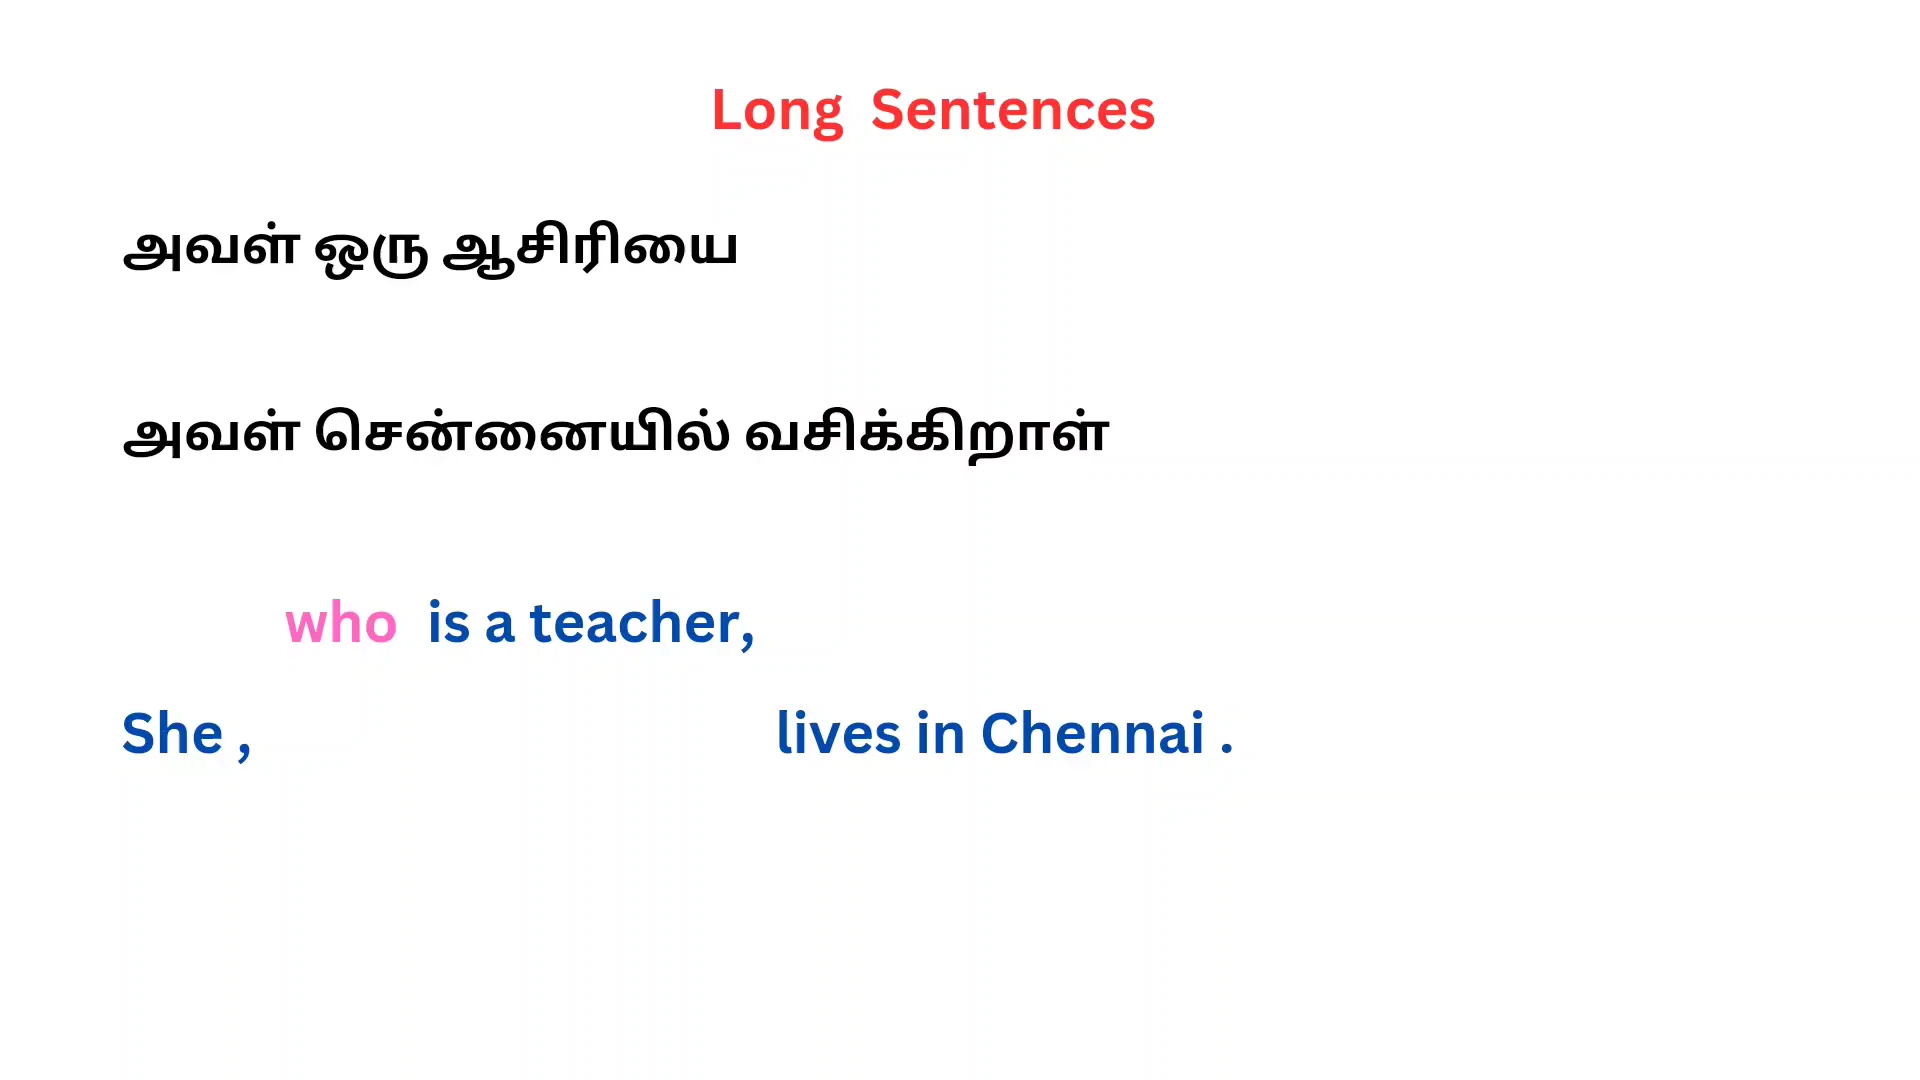 Long Sentences
அவள் ஒரு ஆசிரியை
அவள் சென்னையில் வசிக்கிறாள்
who is a teacher,
She , lives in Chennai .